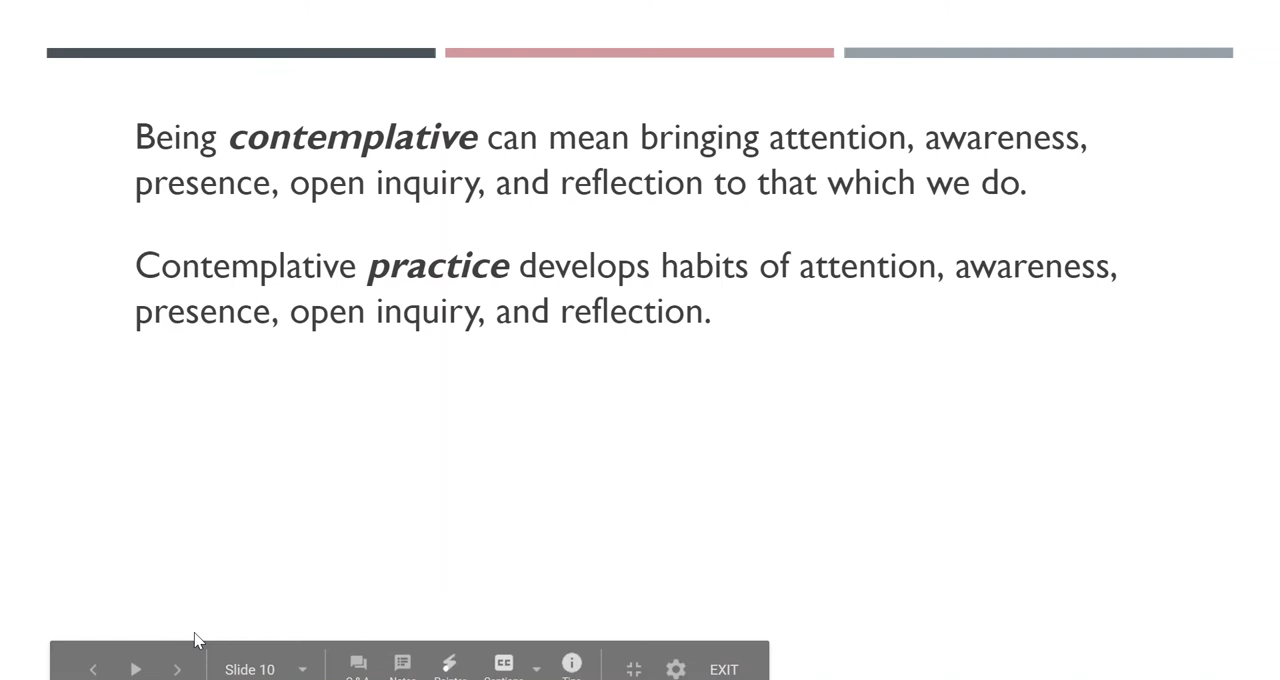 Being contemplative can mean bringing attention, awareness,
presence, open inquiry, and reflection to that which we do.
Contemplative practice develops habits of attention, awareness,
presence, open inquiry, and reflection.
Slide 10 CC EXIT